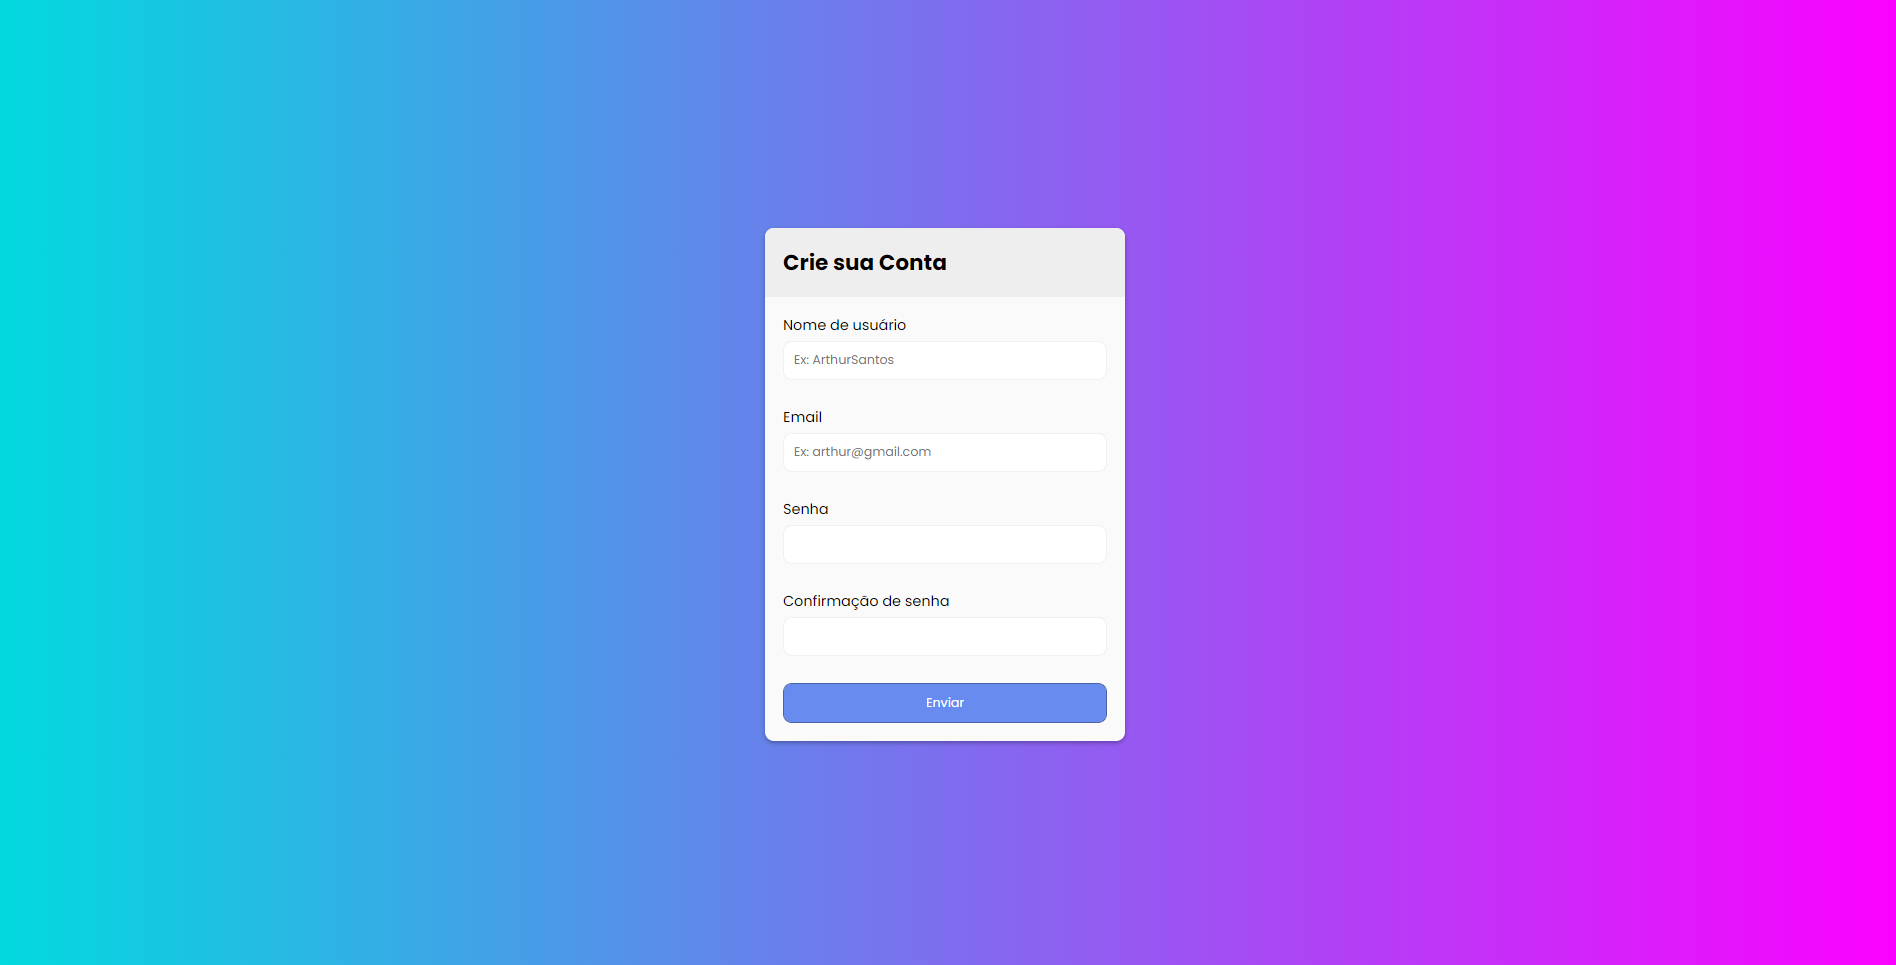 Crie sua Conta
Nome de usuário
Ex: ArthurSantos
Email
Ex: arthur@gmail.com
Senha
Confirmação de senha
Enviar